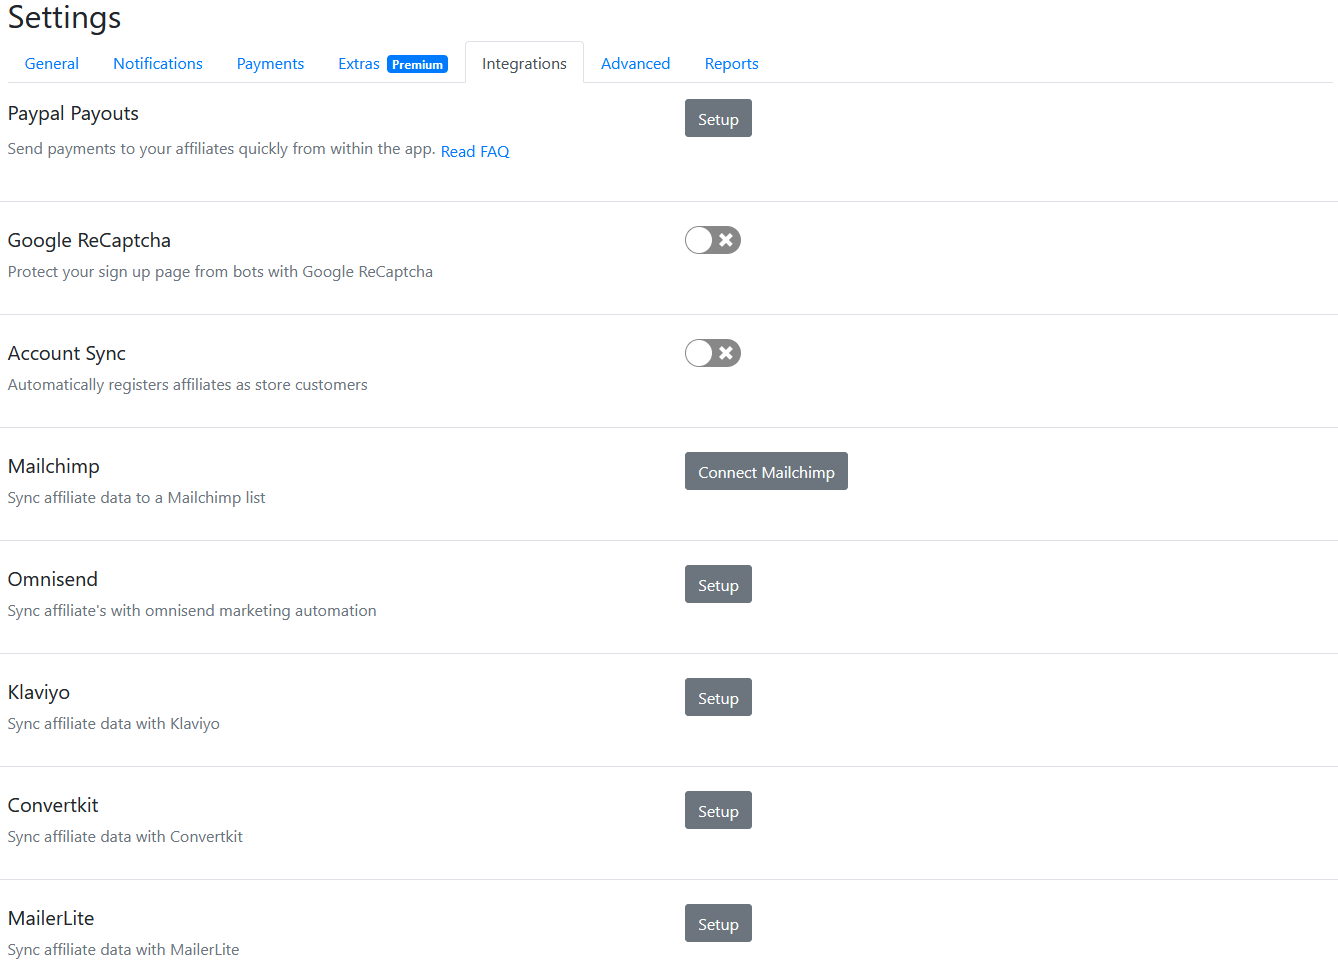 Settings
General Notifications Payments Extras Premium Integrations Advanced Reports
Paypal Payouts Setup
Send payments to your affiliates quickly from within the app. Read FAQ
Google ReCaptcha
Protect your sign up page from bots with Google ReCaptcha
Account Sync
Automatically registers affiliates as store customers
Mailchimp Connect Mailchimp
Sync affiliate data to a Mailchimp list
Omnisend Setup
Sync affiliate's with omnisend marketing automation
Klaviyo Setup
Sync affiliate data with Klaviyo
Convertkit Setup
Sync affiliate data with Convertkit
MailerLite Setup
Sync affiliate data with MailerLite